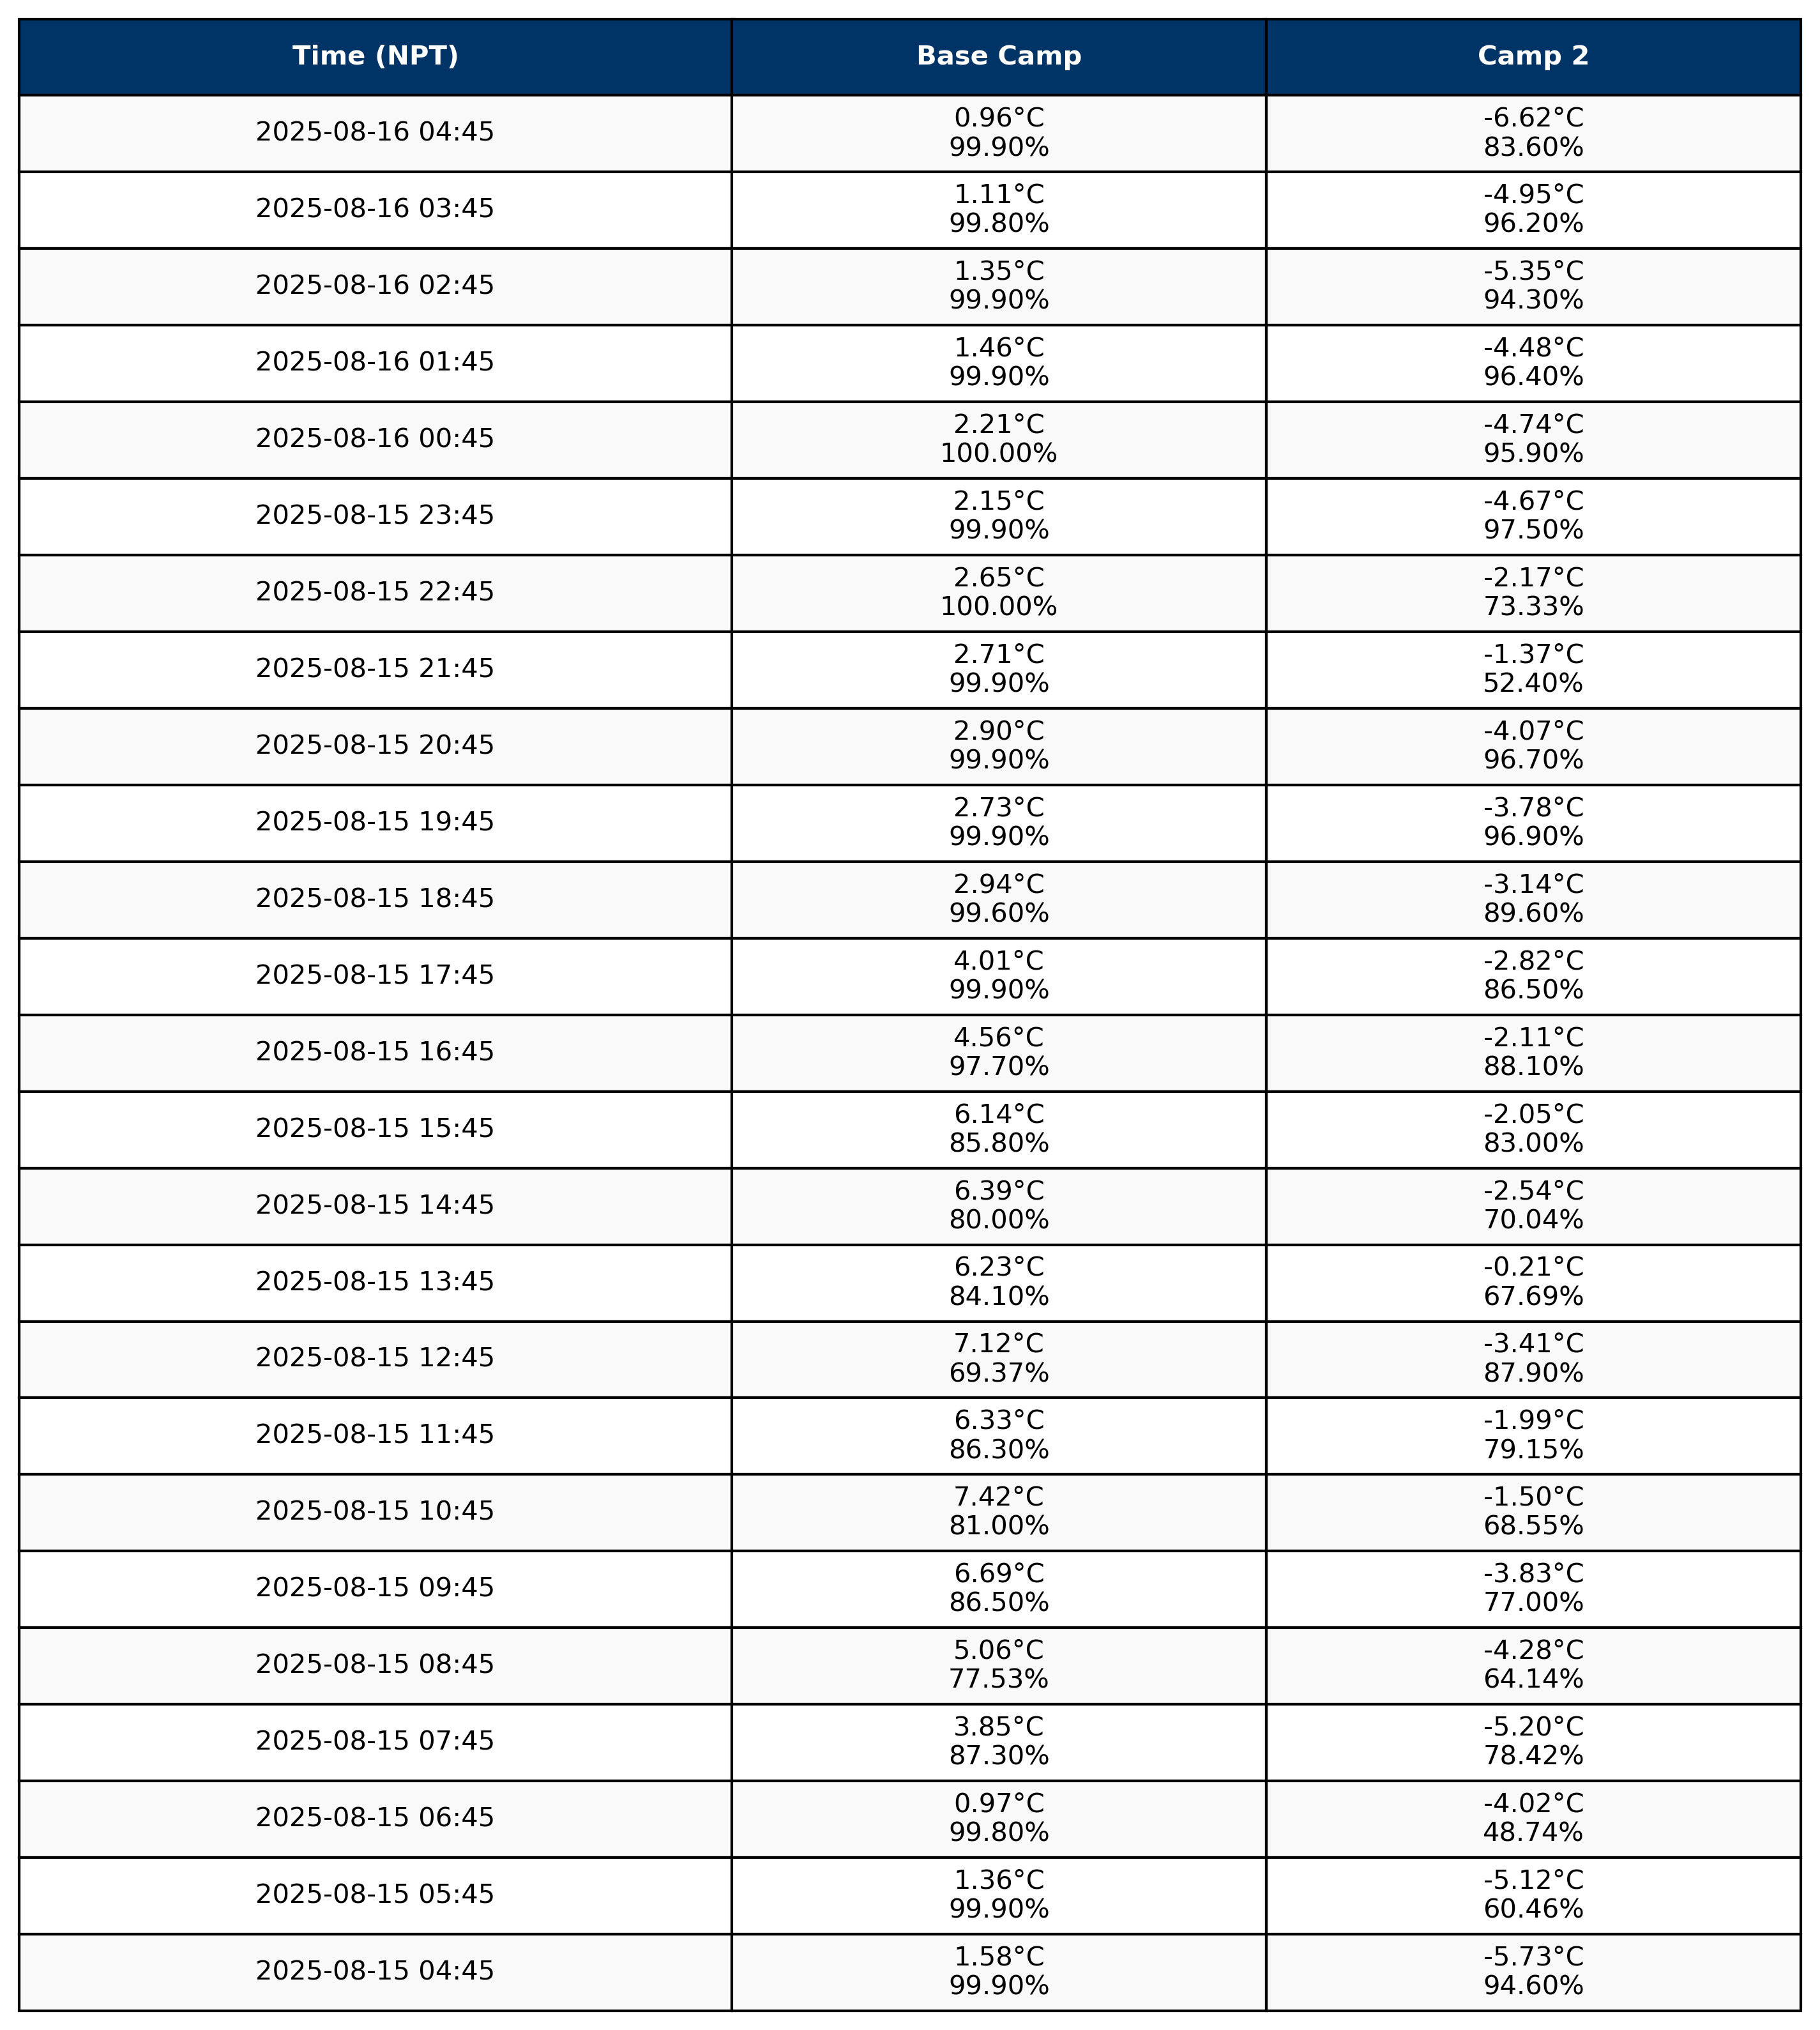 Time (NPT) Base Camp Camp 2
2025-08-16 04:45 0.96°C -6.62°C
99.90% 83.60%
2025-08-16 03:45 1.11°C -4.95°C
99.80% 96.20%
2025-08-16 02:45 1.35°C -5.35°C
99.90% 94.30%
2025-08-16 01:45 1.46°C -4.48°C
99.90% 96.40%
2025-08-16 00:45 2.21°C -4.74°C
100.00% 95.90%
2025-08-15 23:45 2.15°C -4.67°C
99.90% 97.50%
2025-08-15 22:45 2.65°C -2.17°C
100.00% 73.33%
2025-08-15 21:45 2.71°C -1.37°C
99.90% 52.40%
2025-08-15 20:45 2.90°C -4.07°C
99.90% 96.70%
2025-08-15 19:45 2.73°C -3.78°C
99.90% 96.90%
2025-08-15 18:45 2.94°C -3.14°C
99.60% 89.60%
2025-08-15 17:45 4.01°C -2.82°C
99.90% 86.50%
2025-08-15 16:45 4.56°C -2.11°C
97.70% 88.10%
2025-08-15 15:45 6.14°C -2.05°C
85.80% 83.00%
2025-08-15 14:45 6.39°C -2.54°C
80.00% 70.04%
2025-08-15 13:45 6.23°C -0.21°C
84.10% 67.69%
2025-08-15 12:45 7.12°C -3.41°C
69.37% 87.90%
2025-08-15 11:45 6.33°C -1.99°C
86.30% 79.15%
2025-08-15 10:45 7.42°C -1.50°C
81.00% 68.55%
2025-08-15 09:45 6.69°C -3.83°C
86.50% 77.00%
2025-08-15 08:45 5.06°C -4.28°C
77.53% 64.14%
2025-08-15 07:45 3.85°C -5.20°C
87.30% 78.42%
2025-08-15 06:45 0.97°C -4.02°C
99.80% 48.74%
2025-08-15 05:45 1.36°C -5.12°C
99.90% 60.46%
2025-08-15 04:45 1.58°C -5.73°C
99.90% 94.60%